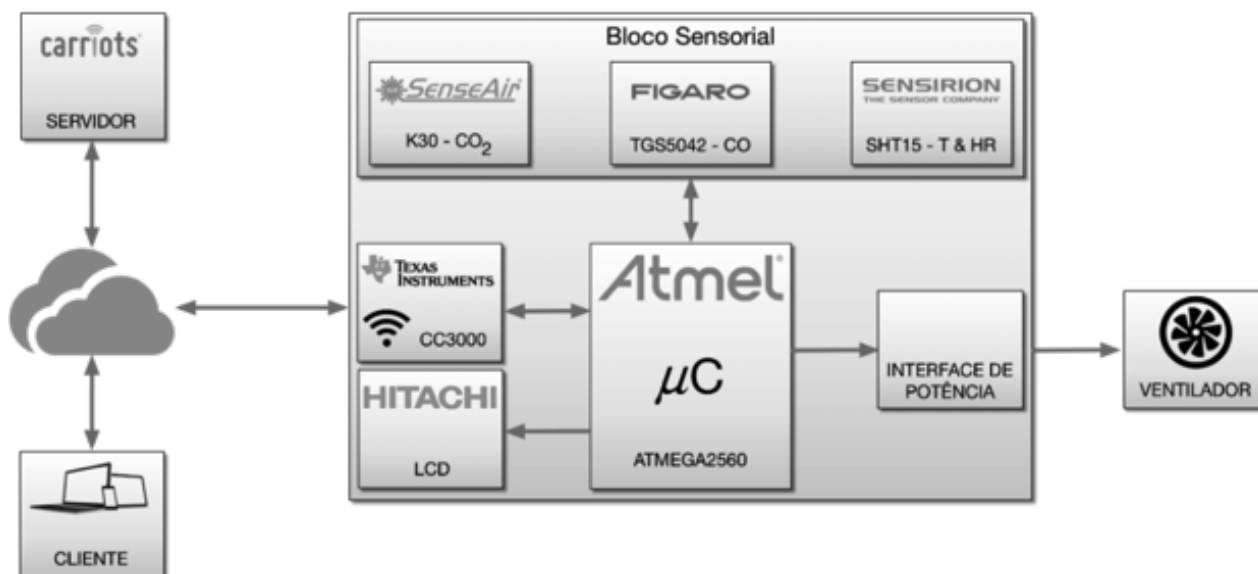 carriots
SERVIDOR
CLIENTE
Bloco Sensorial
SenseAir®
K30 - CO₂
FIGARO
TGS5042 - CO
SENSIRION
THE SENSOR COMPANY
SHT15 - T & HR
TEXAS
INSTRUMENTS
CC3000
HITACHI
LCD
Atmel®
μC
ATMEGA2560
INTERFACE DE
POTÊNCIA
VENTILADOR